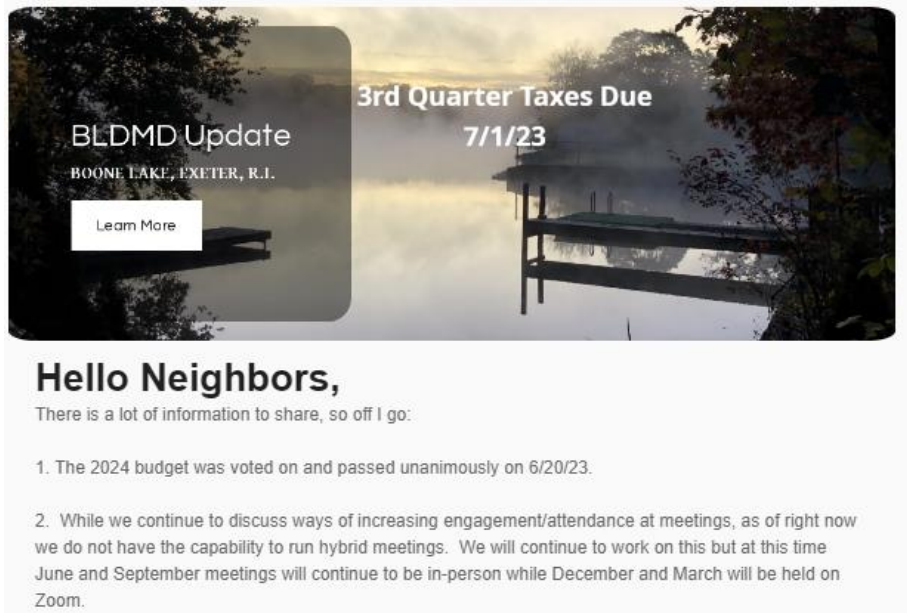 BLDMD Update
BOONE LAKE, EXETER, R.I.
Learn More
3rd Quarter Taxes Due
7/1/23
Hello Neighbors,
There is a lot of information to share, so off I go:
1. The 2024 budget was voted on and passed unanimously on 6/20/23.
2.  While we continue to discuss ways of increasing engagement/attendance at meetings, as of right now
we do not have the capability to run hybrid meetings.  We will continue to work on this but at this time
June and September meetings will continue to be in-person while December and March will be held on
Zoom.